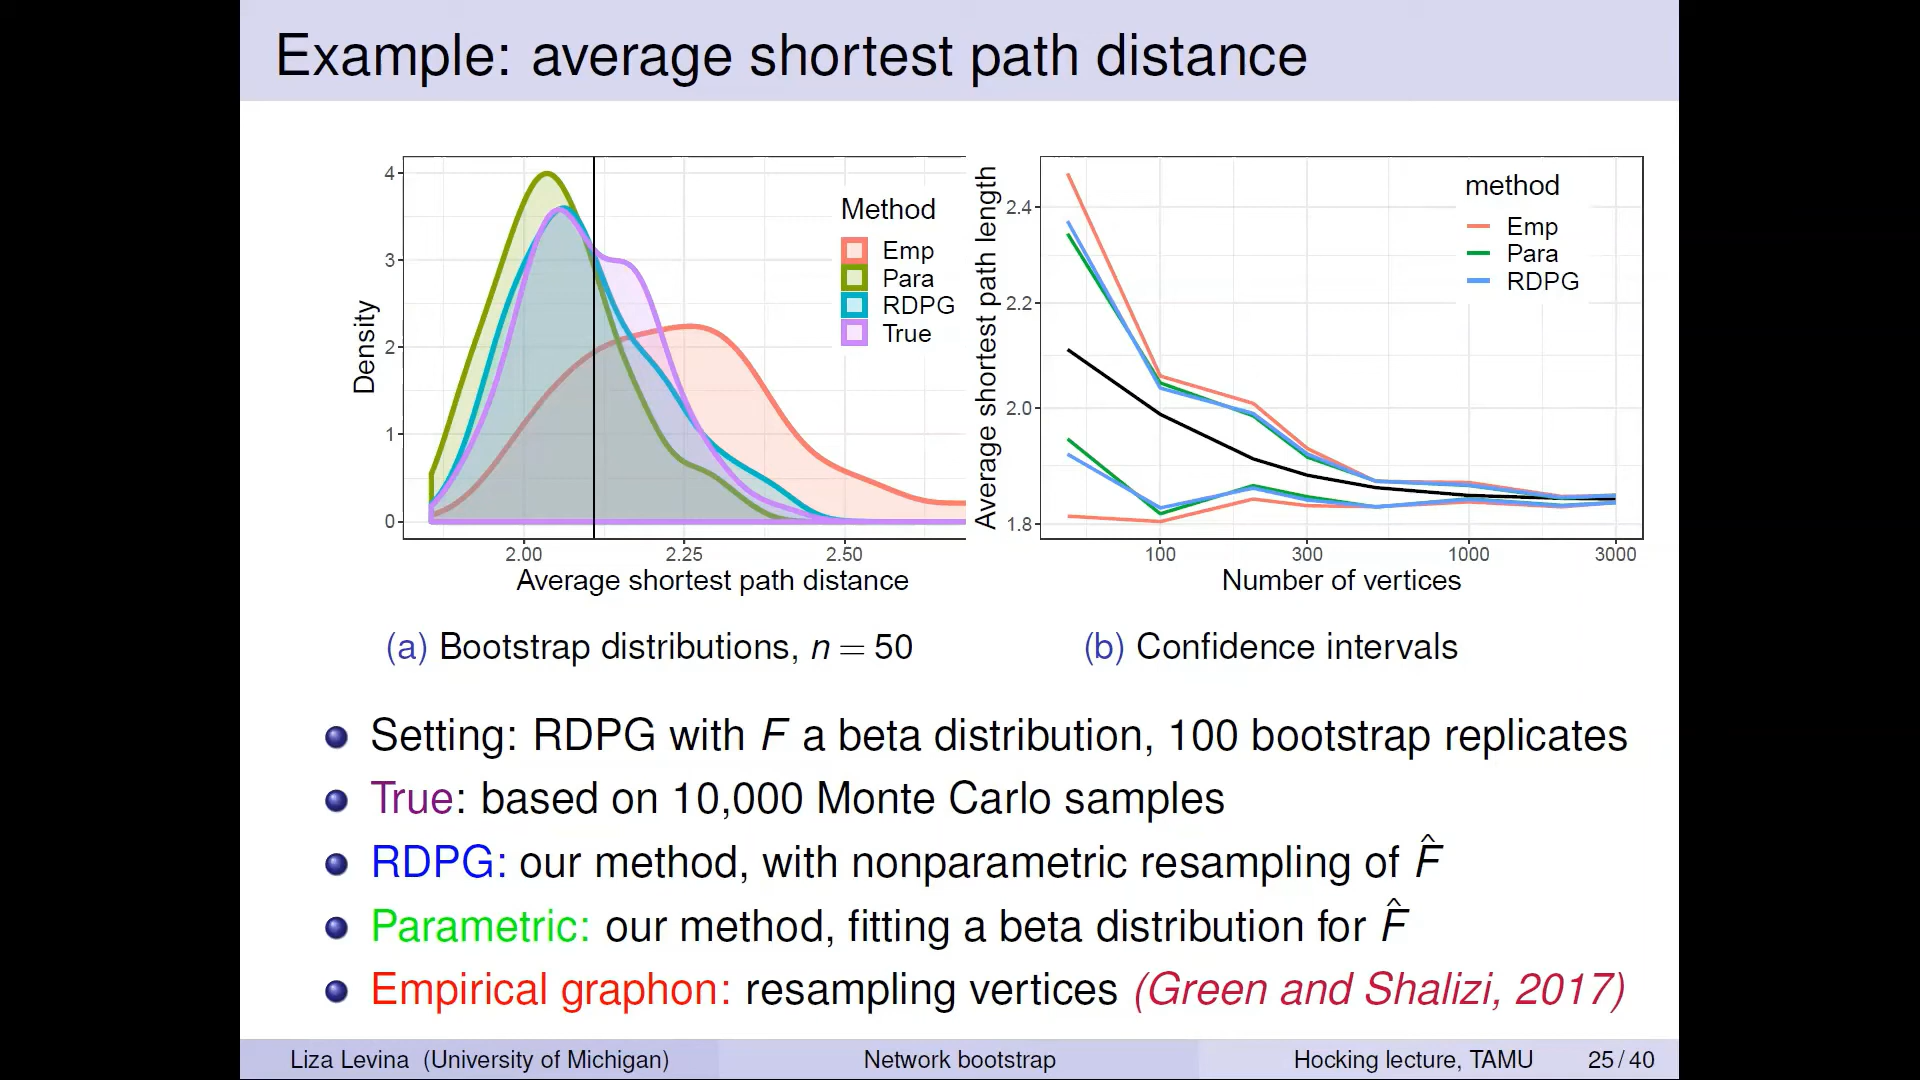 Example: average shortest path distance
4
3
2
1
0
Density
2.00 2.25 2.50
Average shortest path distance
Method
Emp
Para
RDPG
True
2.4
2.2
2.0
1.8
Average shortest path length
100 300 1000 3000
Number of vertices
method
Emp
Para
RDPG
(a) Bootstrap distributions, n = 50
(b) Confidence intervals
Setting: RDPG with F a beta distribution, 100 bootstrap replicates
True: based on 10,000 Monte Carlo samples
RDPG: our method, with nonparametric resampling of F̂
Parametric: our method, fitting a beta distribution for F̂
Empirical graphon: resampling vertices (Green and Shalizi, 2017)
Liza Levina (University of Michigan) Network bootstrap Hocking lecture, TAMU 25 / 40